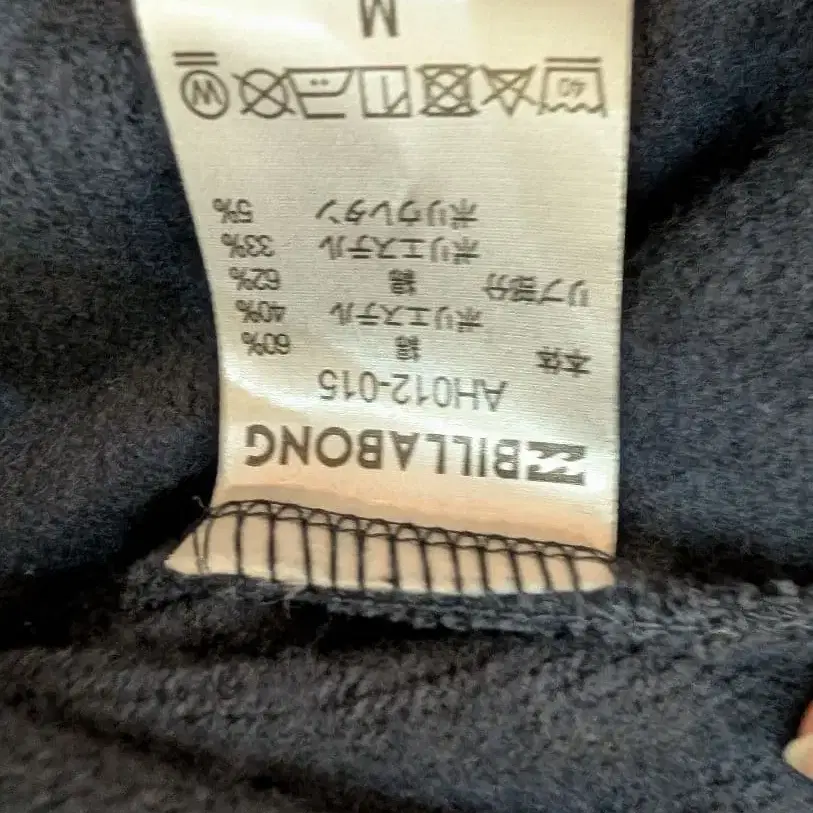 BILLABONG
AH012-015
本体 綿 60%
ポリエステル 40%
リブ部分 綿 62%
ポリエステル 33%
ポリウレタン 5%
40 W
M